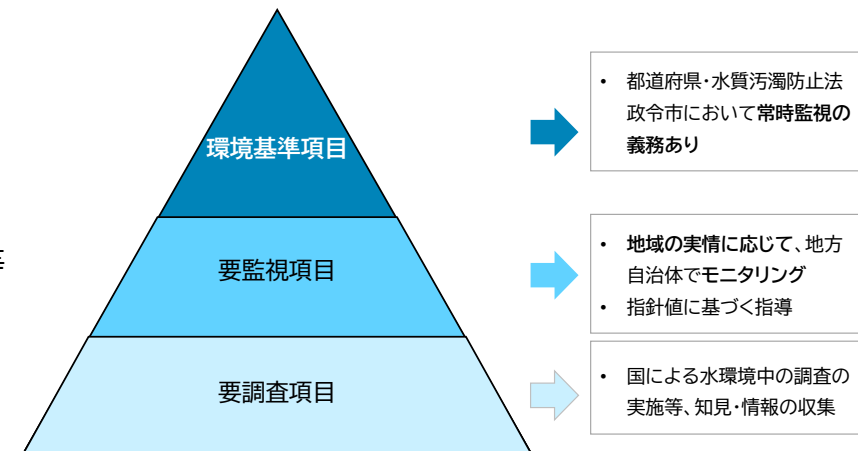 環境基準項目
• 都道府県・水質汚濁防止法
政令市において常時監視の
義務あり
要監視項目
• 地域の実情に応じて、地方
自治体でモニタリング
• 指針値に基づく指導
要調査項目
• 国による水環境中の調査の
実施等、知見・情報の収集